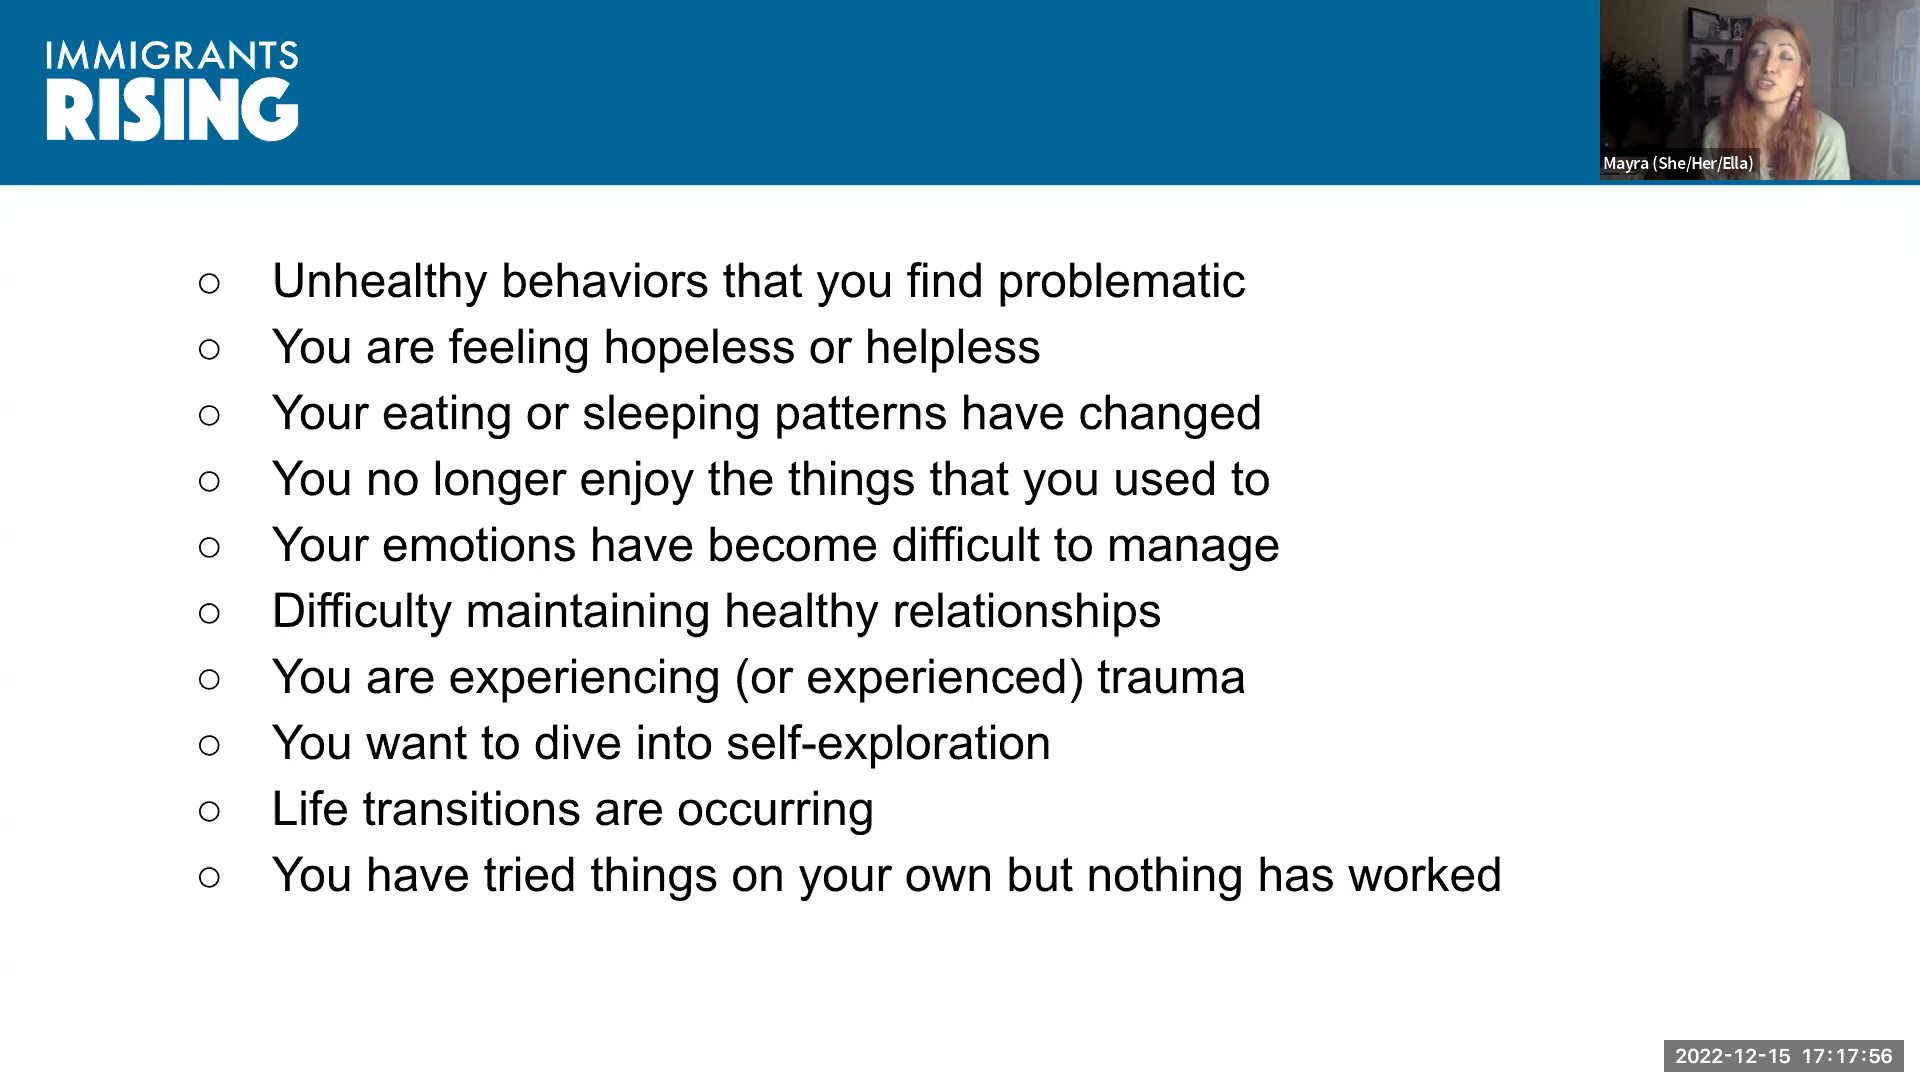 IMMIGRANTS
RISING
Mayra (She/Her/Ella)
○ Unhealthy behaviors that you find problematic
○ You are feeling hopeless or helpless
○ Your eating or sleeping patterns have changed
○ You no longer enjoy the things that you used to
○ Your emotions have become difficult to manage
○ Difficulty maintaining healthy relationships
○ You are experiencing (or experienced) trauma
○ You want to dive into self-exploration
○ Life transitions are occurring
○ You have tried things on your own but nothing has worked
2022-12-15 17:17:56